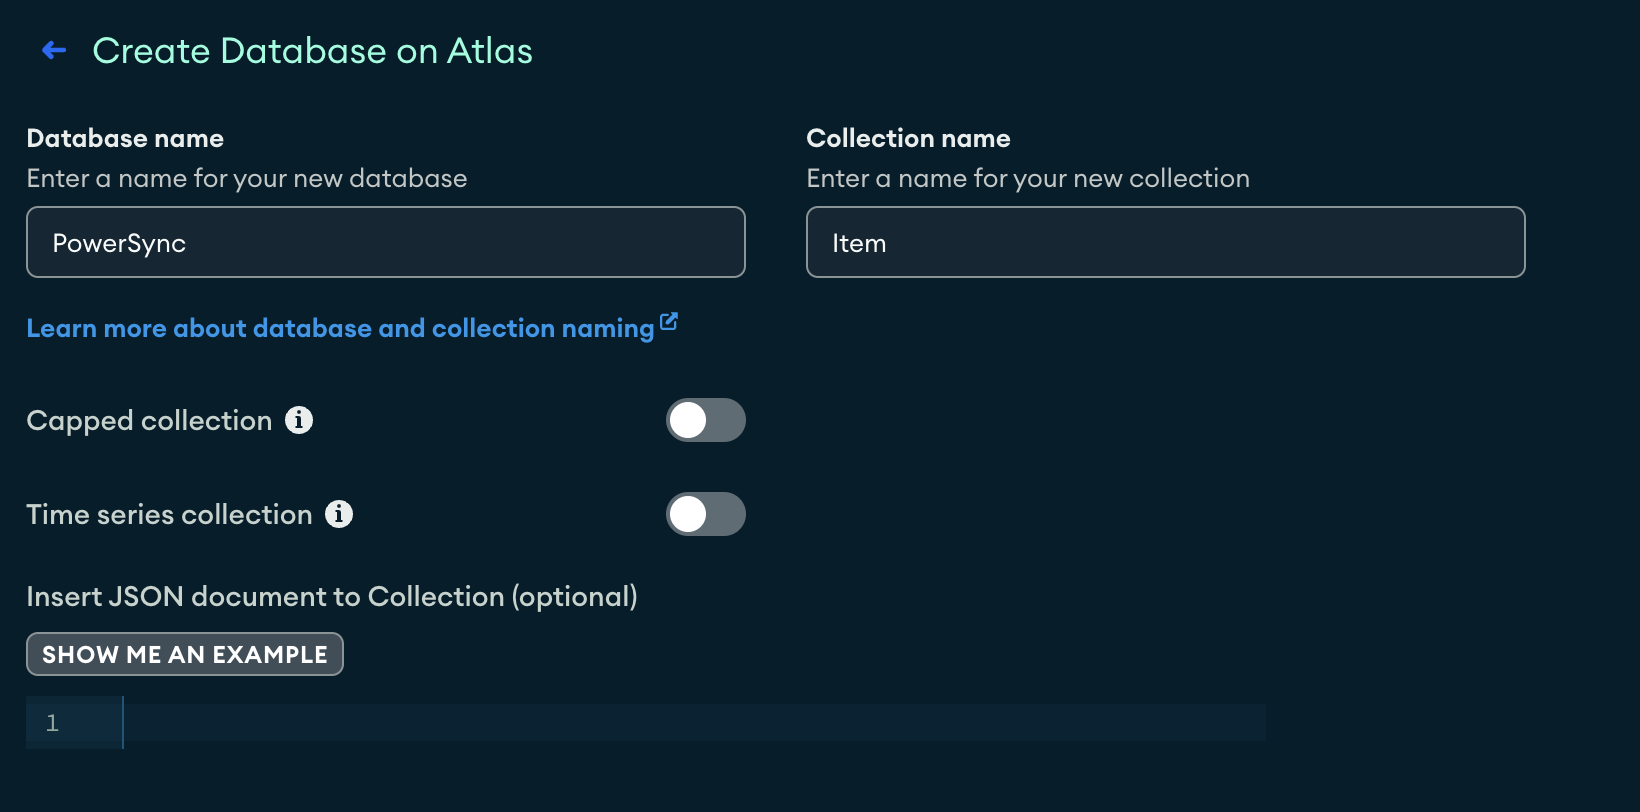 Create Database on Atlas
Database name
Enter a name for your new database
PowerSync
Collection name
Enter a name for your new collection
Item
Learn more about database and collection naming
Capped collection
Time series collection
Insert JSON document to Collection (optional)
SHOW ME AN EXAMPLE
1